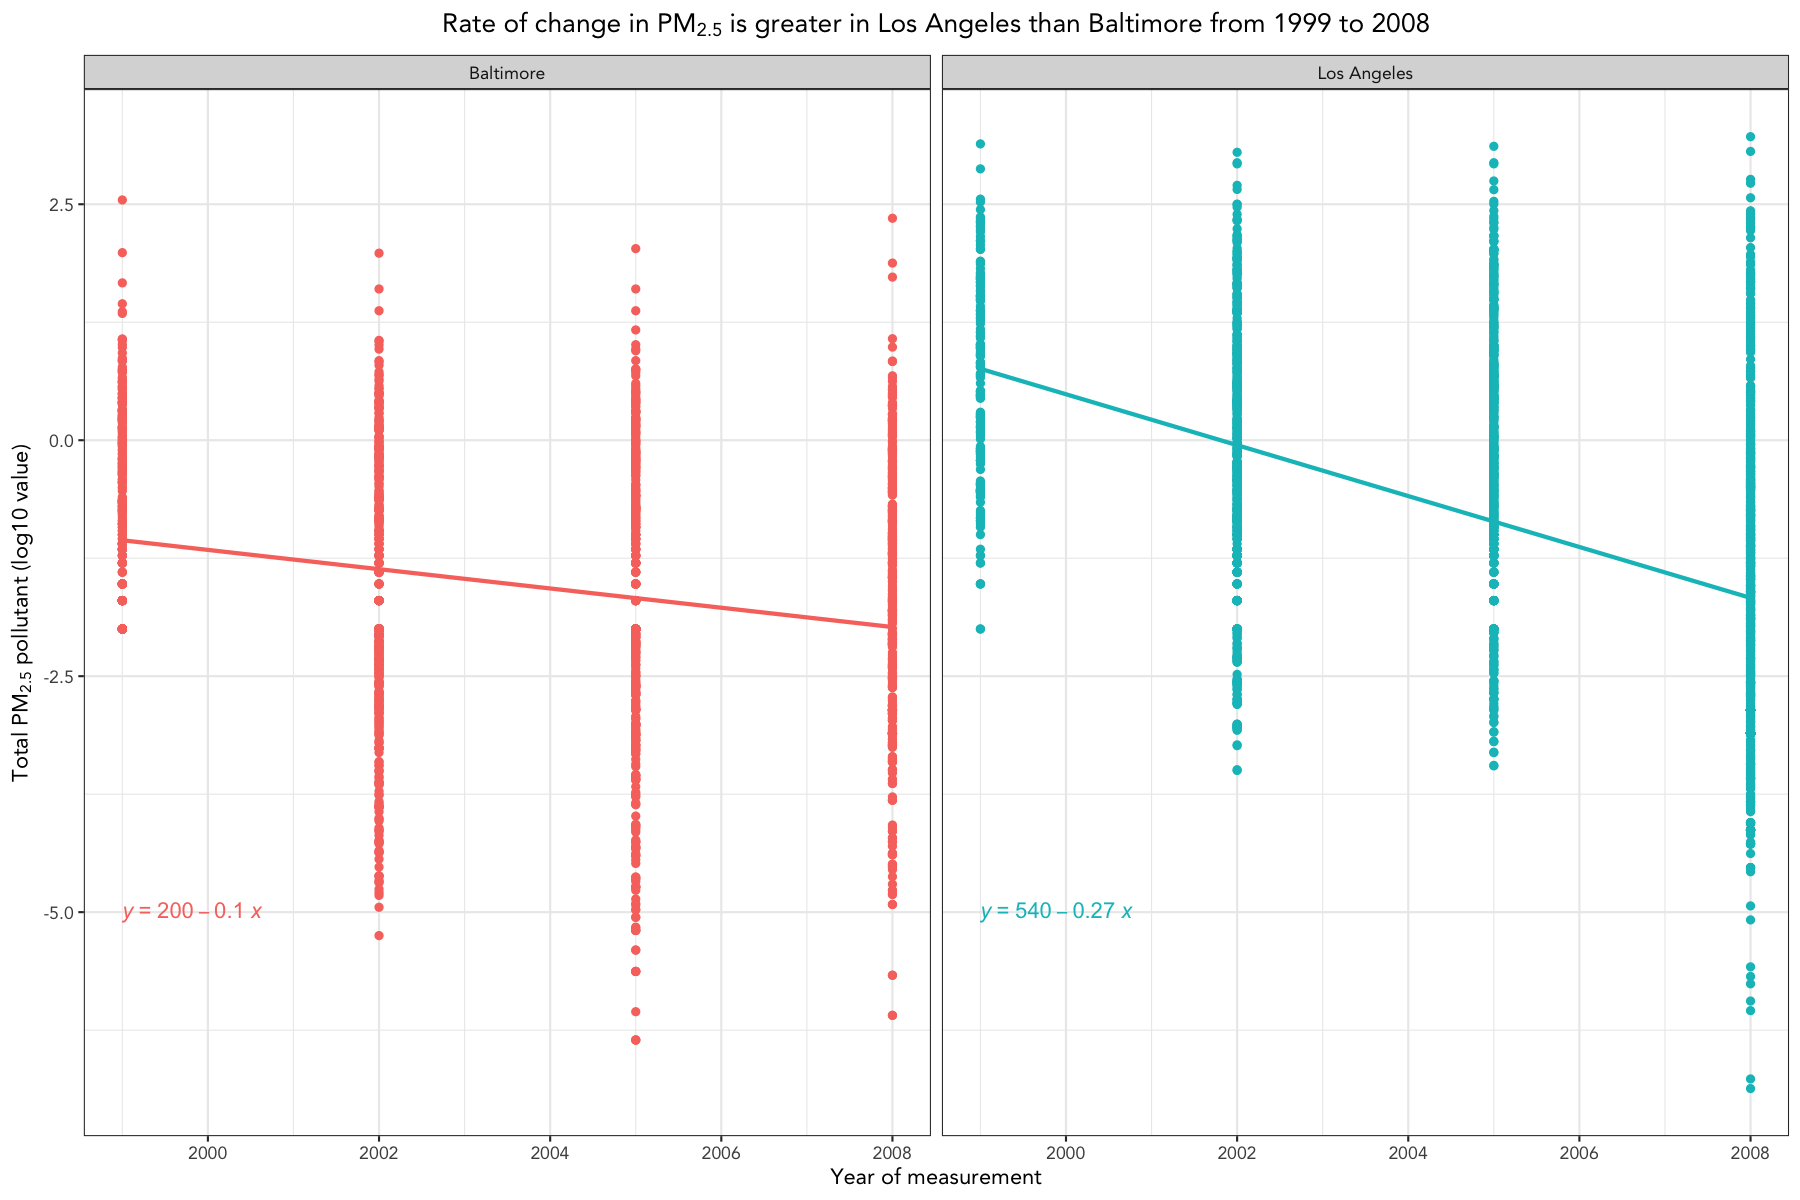 Rate of change in PM2.5 is greater in Los Angeles than Baltimore from 1999 to 2008
Baltimore
Los Angeles
Total PM2.5 pollutant (log10 value)
2.5
0.0
-2.5
-5.0
y = 200 – 0.1 x
y = 540 – 0.27 x
2000
2002
2004
2006
2008
2000
2002
2004
2006
2008
Year of measurement